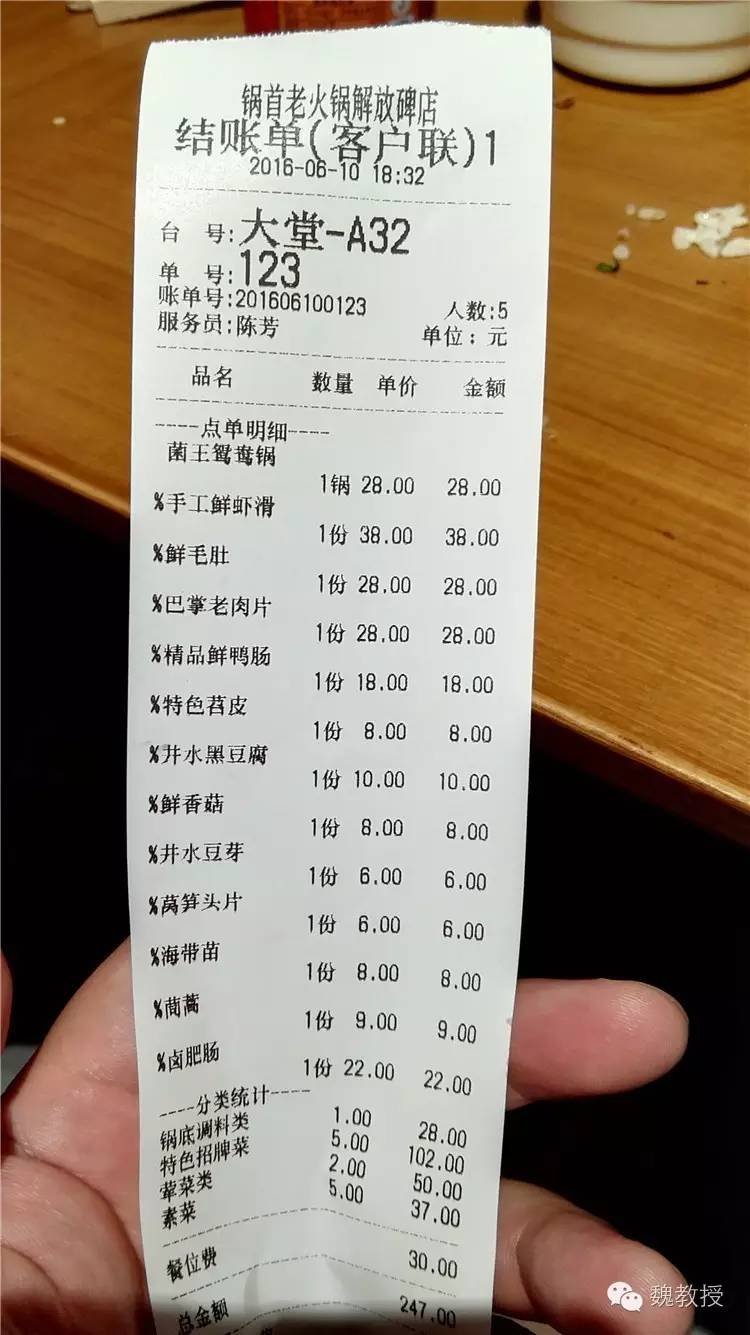 锅首老火锅解放碑店
结账单(客户联)1
2016-06-10 18:32
台 号:大堂-A32
单 号:123
账单号:201606100123 人数:5
服务员:陈芳 单位：元
品名 数量 单价 金额
----点单明细----
菌王鸳鸯锅
1锅 28.00 28.00
%手工鲜虾滑
1份 38.00 38.00
%鲜毛肚
1份 28.00 28.00
%巴掌老肉片
1份 28.00 28.00
%精品鲜鸭肠
1份 18.00 18.00
%特色苕皮
1份 8.00 8.00
%井水黑豆腐
1份 10.00 10.00
%鲜香菇
1份 8.00 8.00
%井水豆芽
1份 6.00 6.00
%莴笋头片
1份 6.00 6.00
%海带苗
1份 8.00 8.00
%茼蒿
1份 9.00 9.00
%卤肥肠
1份 22.00 22.00
----分类统计----
锅底调料类 1.00 28.00
特色招牌菜 5.00 102.00
荤菜类 2.00 50.00
素菜 5.00 37.00
餐位费 30.00
总金额 247.00
魏教授